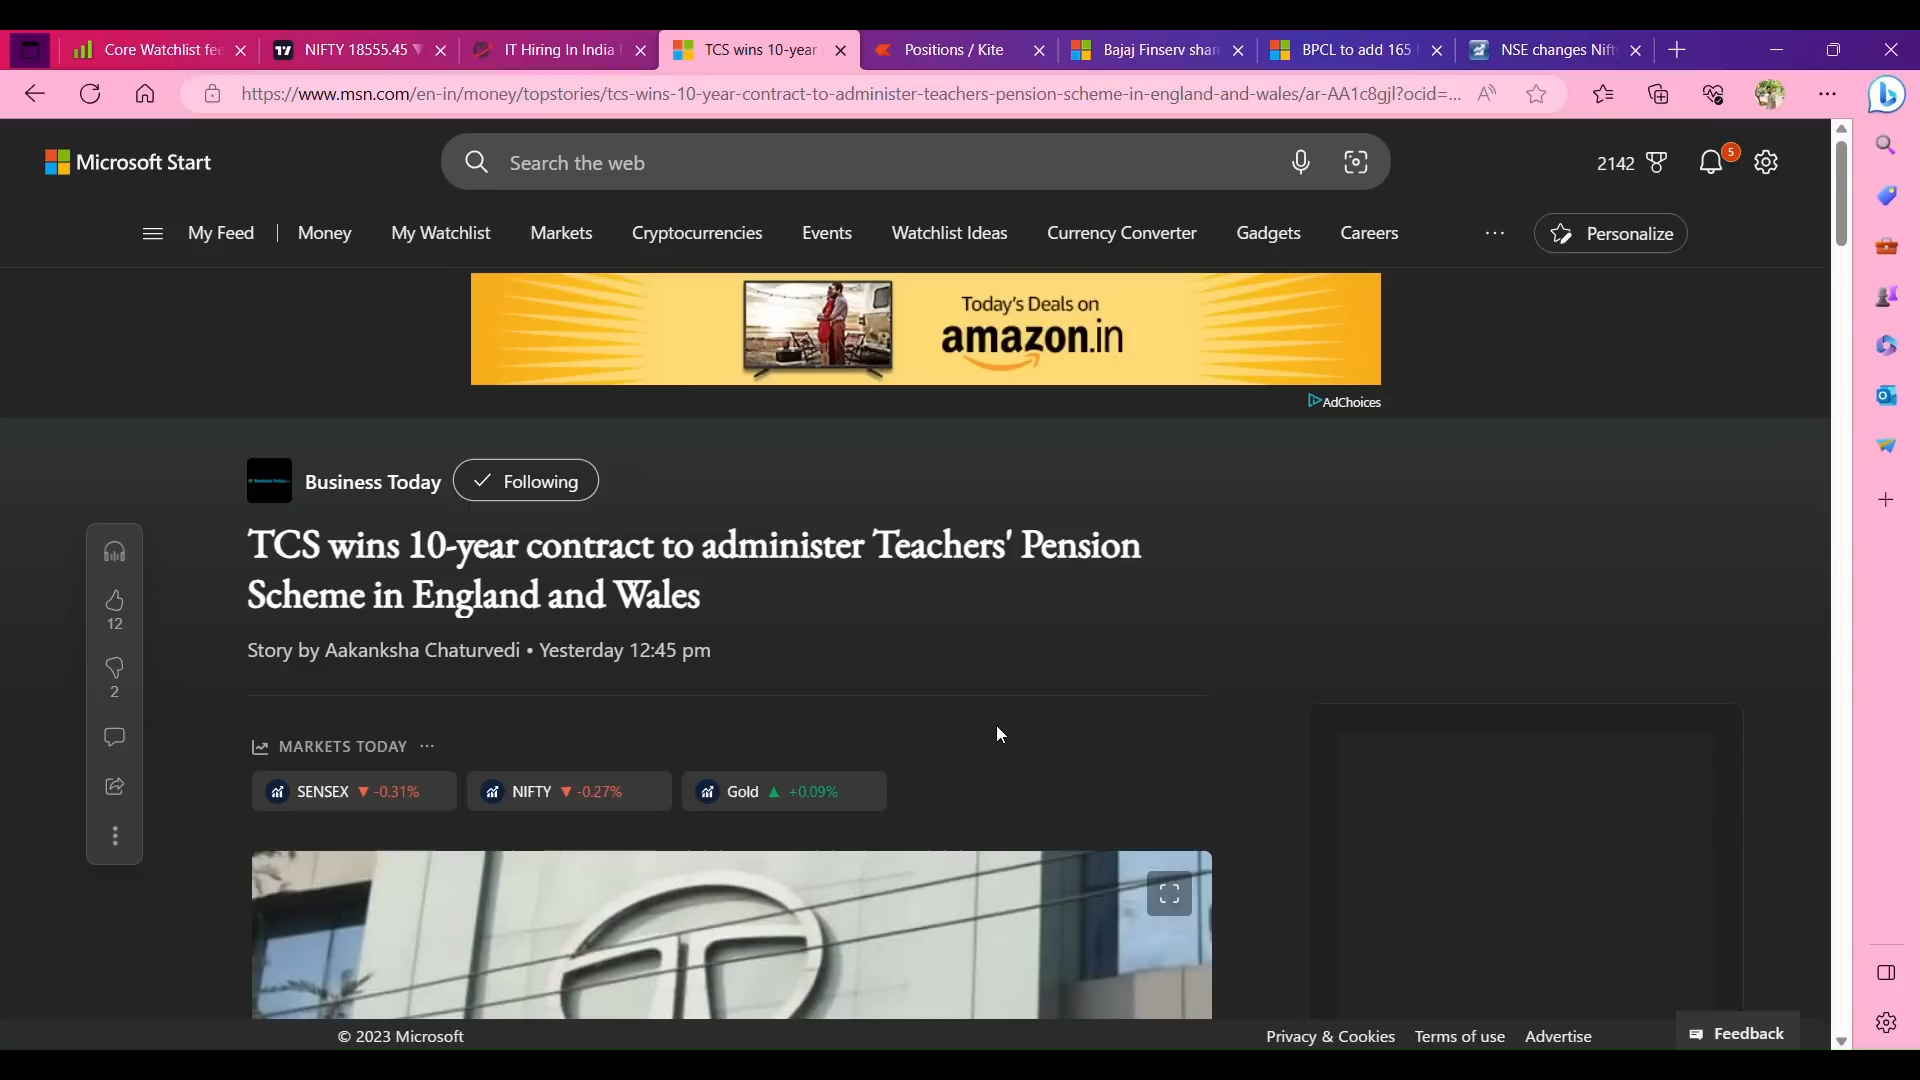 Core Watchlist fe
NIFTY 18555.45
IT Hiring In India
TCS wins 10-year
Positions / Kite
Bajaj Finserv shar
BPCL to add 165
NSE changes Nift
https://www.msn.com/en-in/money/topstories/tcs-wins-10-year-contract-to-administer-teachers-pension-scheme-in-england-and-wales/ar-AA1c8gjl?ocid=...
Microsoft Start
Search the web
2142
5
My Feed
Money
My Watchlist
Markets
Cryptocurrencies
Events
Watchlist Ideas
Currency Converter
Gadgets
Careers
Personalize
Today's Deals on
amazon.in
AdChoices
Business Today
Following
TCS wins 10-year contract to administer Teachers' Pension
Scheme in England and Wales
Story by Aakanksha Chaturvedi • Yesterday 12:45 pm
12
2
MARKETS TODAY
SENSEX ▼ -0.31%
NIFTY ▼ -0.27%
Gold ▲ +0.09%
© 2023 Microsoft
Privacy & Cookies
Terms of use
Advertise
Feedback